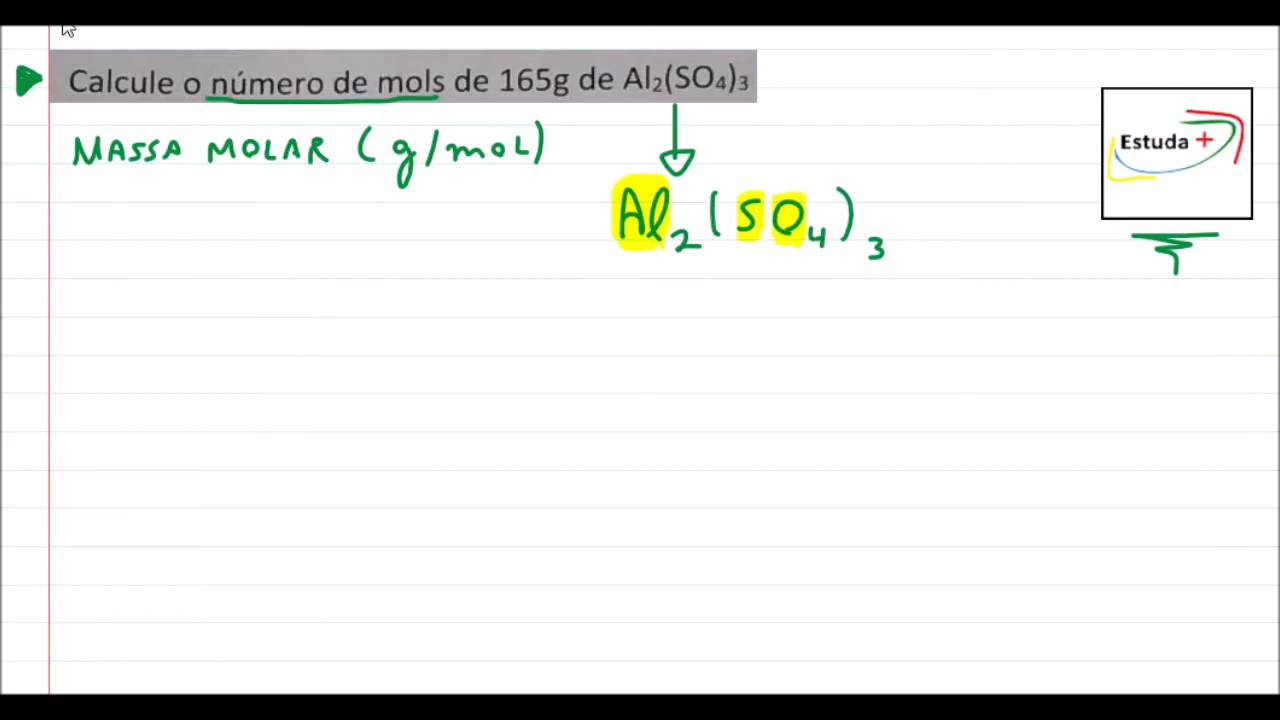 Calcule o número de mols de 165g de Al₂(SO₄)₃
MASSA MOLAR (g/mol)
Estuda +
Al₂(SO₄)₃